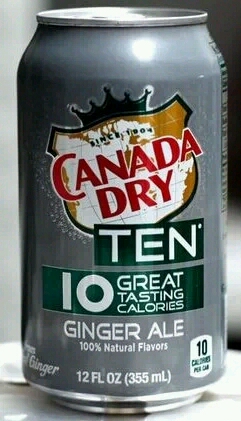 SINCE 1904
CANADA
DRY
TEN
10 GREAT
TASTING
CALORIES
GINGER ALE
100% Natural Flavors
Ginger
12 FL OZ (355 mL)
10
CALORIES
PER CAN